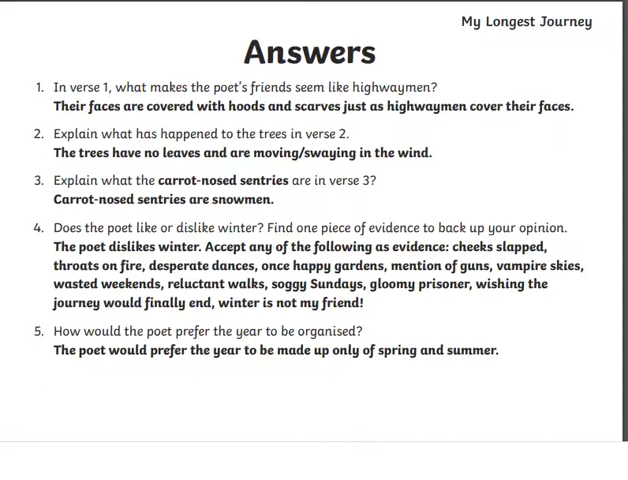 My Longest Journey
Answers
1. In verse 1, what makes the poet's friends seem like highwaymen?
Their faces are covered with hoods and scarves just as highwaymen cover their faces.
2. Explain what has happened to the trees in verse 2.
The trees have no leaves and are moving/swaying in the wind.
3. Explain what the carrot-nosed sentries are in verse 3?
Carrot-nosed sentries are snowmen.
4. Does the poet like or dislike winter? Find one piece of evidence to back up your opinion.
The poet dislikes winter. Accept any of the following as evidence: cheeks slapped,
throats on fire, desperate dances, once happy gardens, mention of guns, vampire skies,
wasted weekends, reluctant walks, soggy Sundays, gloomy prisoner, wishing the
journey would finally end, winter is not my friend!
5. How would the poet prefer the year to be organised?
The poet would prefer the year to be made up only of spring and summer.